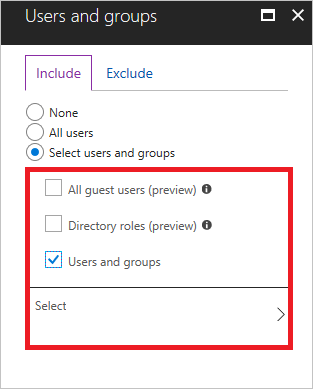 Users and groups
Include Exclude
None
All users
Select users and groups
All guest users (preview)
Directory roles (preview)
Users and groups
Select